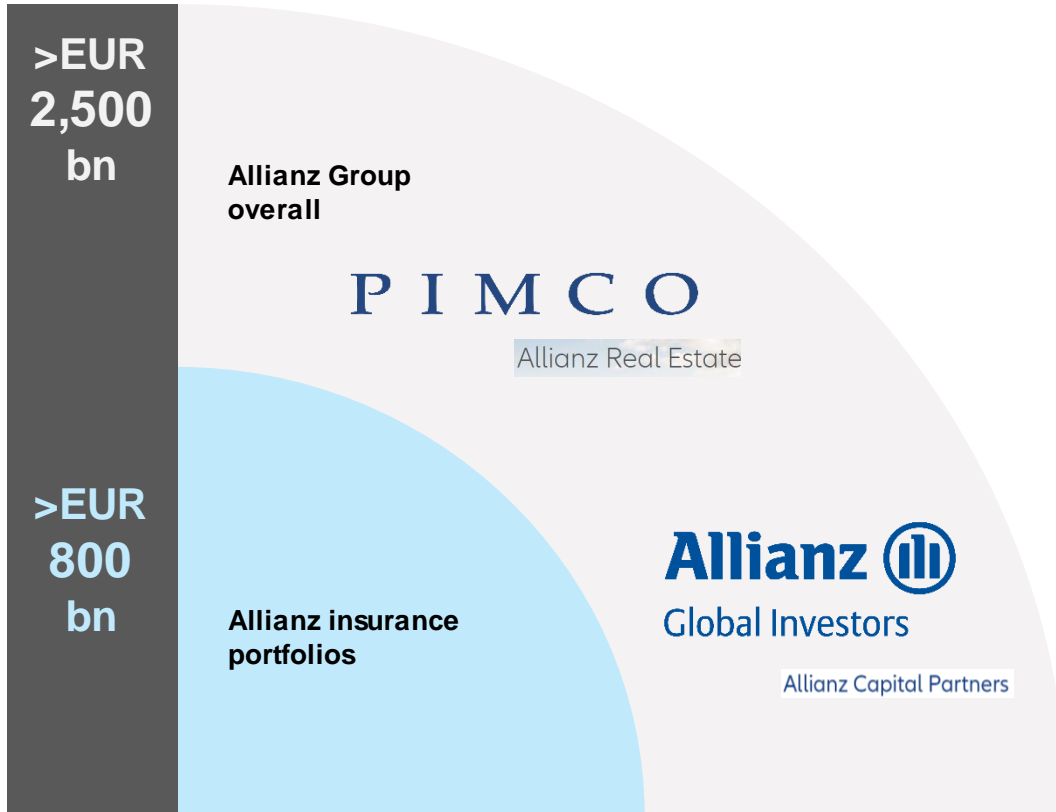 >EUR
2,500
bn
Allianz Group
overall
PIMCO
Allianz Real Estate
>EUR
800
bn
Allianz insurance
portfolios
Allianz
Global Investors
Allianz Capital Partners